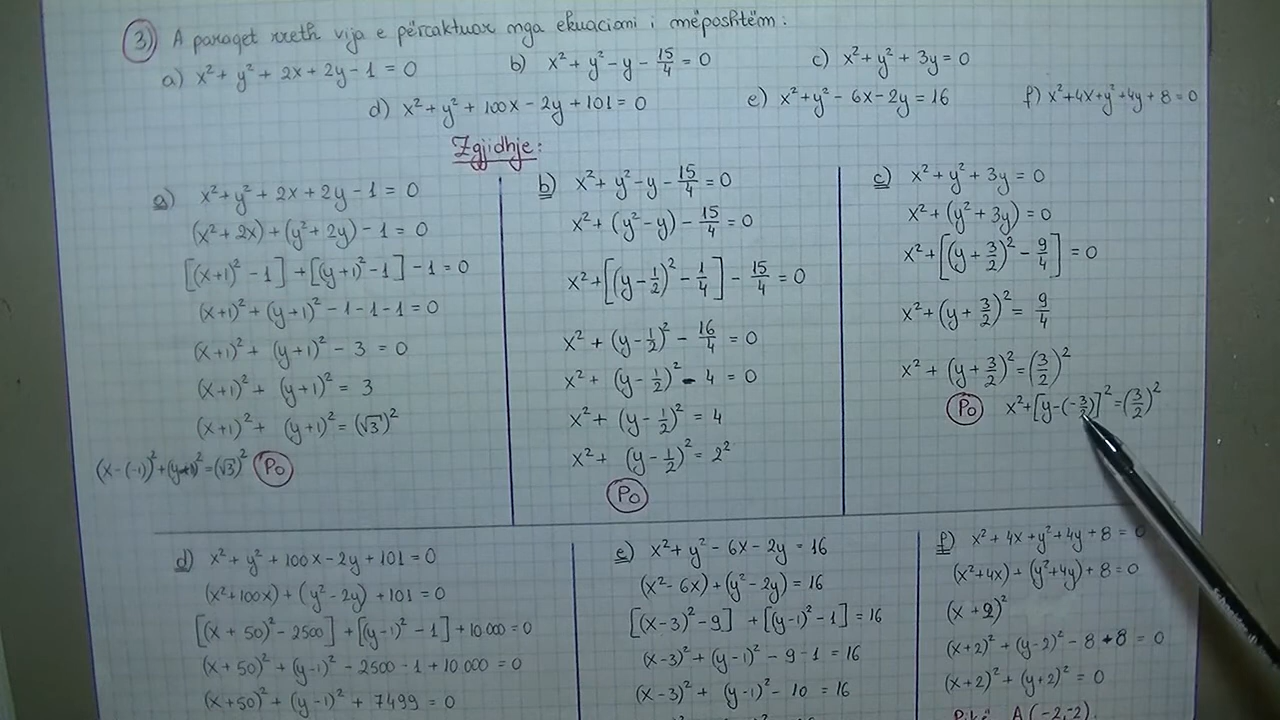 3) A paraqet rreth vija e përcaktuar nga ekuacioni i mëposhtëm:
a) x² + y² + 2x + 2y - 1 = 0 b) x² + y² - y - 15/4 = 0 c) x² + y² + 3y = 0
d) x² + y² + 100x - 2y + 101 = 0 e) x² + y² - 6x - 2y = 16 f) x² + 4x + y² + 4y + 8 = 0
Zgjidhje:
a) x² + y² + 2x + 2y - 1 = 0
(x² + 2x) + (y² + 2y) - 1 = 0
[(x+1)² - 1] + [(y+1)² - 1] - 1 = 0
(x+1)² + (y+1)² - 1 - 1 - 1 = 0
(x+1)² + (y+1)² - 3 = 0
(x+1)² + (y+1)² = 3
(x+1)² + (y+1)² = (√3)²
(x-(-1))² + (y+1)² = (√3)² Po
b) x² + y² - y - 15/4 = 0
x² + (y² - y) - 15/4 = 0
x² + [(y - 1/2)² - 1/4] - 15/4 = 0
x² + (y - 1/2)² - 16/4 = 0
x² + (y - 1/2)² - 4 = 0
x² + (y - 1/2)² = 4
x² + (y - 1/2)² = 2²
Po
c) x² + y² + 3y = 0
x² + (y² + 3y) = 0
x² + [(y + 3/2)² - 9/4] = 0
x² + (y + 3/2)² = 9/4
x² + (y + 3/2)² = (3/2)²
Po x² + [y - (-3/2)]² = (3/2)²
d) x² + y² + 100x - 2y + 101 = 0
(x² + 100x) + (y² - 2y) + 101 = 0
[(x + 50)² - 2500] + [(y-1)² - 1] + 10.000 = 0
(x+50)² + (y-1)² - 2500 - 1 + 10.000 = 0
(x+50)² + (y-1)² + 7499 = 0
e) x² + y² - 6x - 2y = 16
(x² - 6x) + (y² - 2y) = 16
[(x-3)² - 9] + [(y-1)² - 1] = 16
(x-3)² + (y-1)² - 9 - 1 = 16
(x-3)² + (y-1)² - 10 = 16
f) x² + 4x + y² + 4y + 8 = 0
(x² + 4x) + (y² + 4y) + 8 = 0
(x + 2)²
(x+2)² + (y-2)² - 8 + 8 = 0
(x+2)² + (y+2)² = 0
Pikë A(-2,-2).